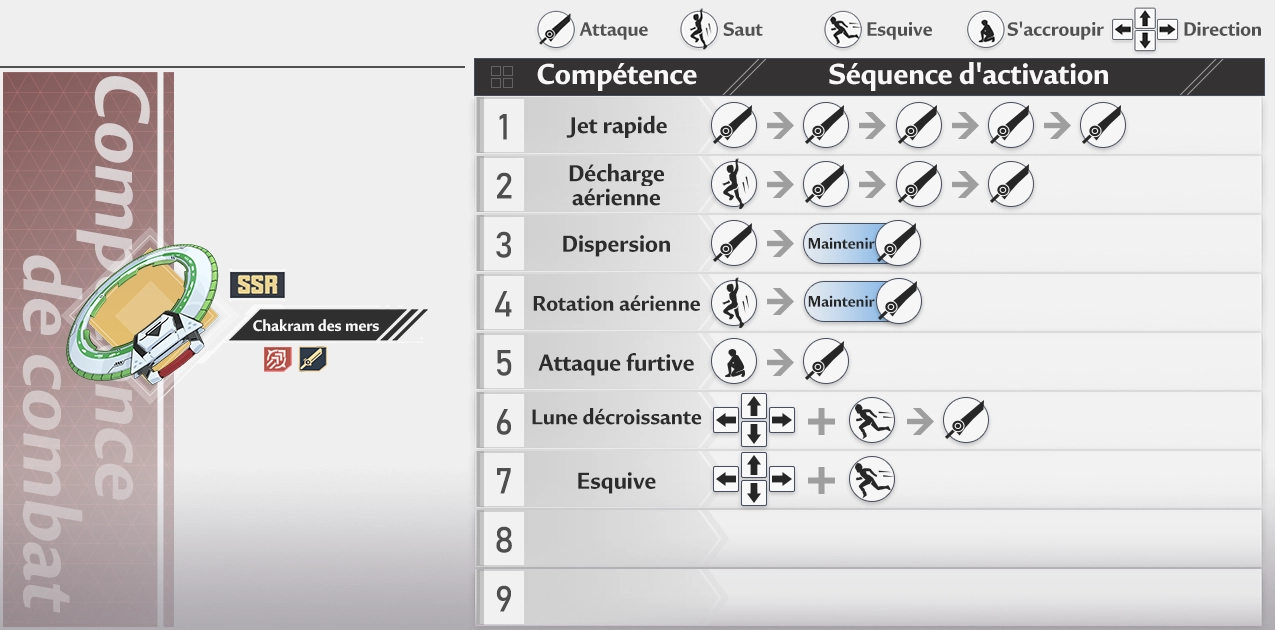 Attaque
Saut
Esquive
S'accroupir
Direction
Compétence
Séquence d'activation
1 Jet rapide
2 Décharge
aérienne
3 Dispersion Maintenir
4 Rotation aérienne Maintenir
5 Attaque furtive
6 Lune décroissante
7 Esquive
8
9
Compétence
de combat
SSR
Chakram des mers